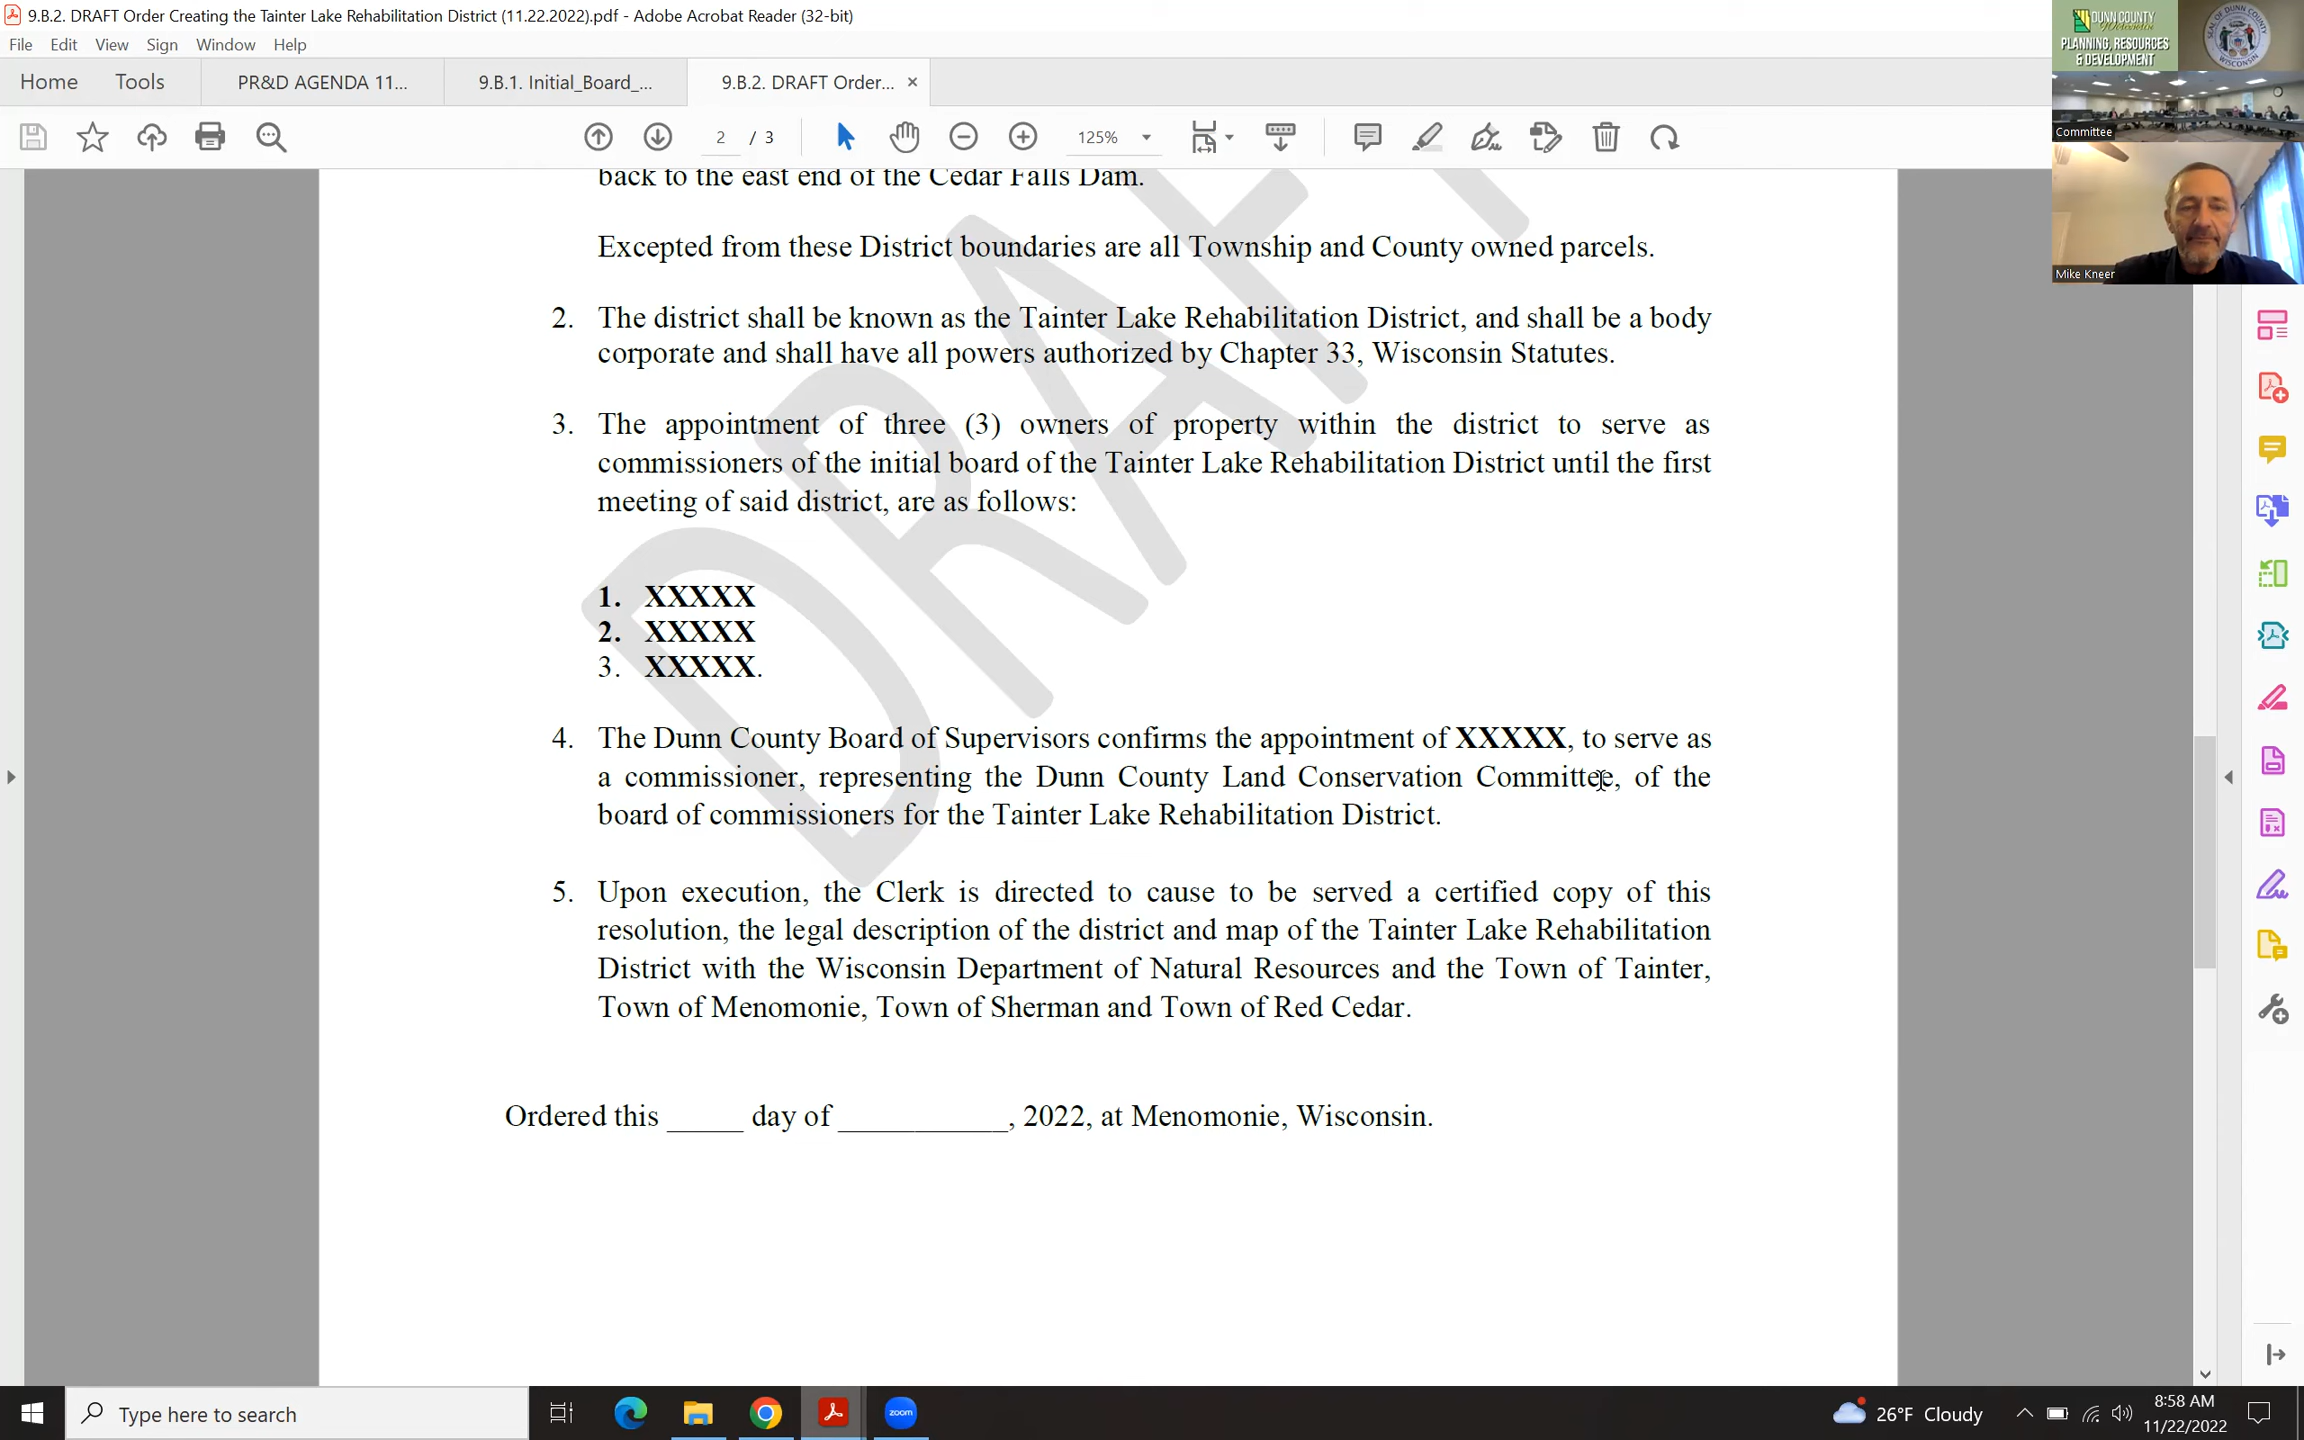 9.B.2. DRAFT Order Creating the Tainter Lake Rehabilitation District (11.22.2022).pdf - Adobe Acrobat Reader (32-bit)
File Edit View Sign Window Help
Home Tools PR&D AGENDA 11... 9.B.1. Initial_Board_... 9.B.2. DRAFT Order...
2 / 3 125%
DUNN COUNTY
Wisconsin
PLANNING, RESOURCES
& DEVELOPMENT
SEAL OF DUNN COUNTY
WISCONSIN
Committee
Mike Kneer
DRAFT
back to the east end of the Cedar Falls Dam.
Excepted from these District boundaries are all Township and County owned parcels.
2. The district shall be known as the Tainter Lake Rehabilitation District, and shall be a body
corporate and shall have all powers authorized by Chapter 33, Wisconsin Statutes.
3. The appointment of three (3) owners of property within the district to serve as
commissioners of the initial board of the Tainter Lake Rehabilitation District until the first
meeting of said district, are as follows:
1. XXXXX
2. XXXXX
3. XXXXX.
4. The Dunn County Board of Supervisors confirms the appointment of XXXXX, to serve as
a commissioner, representing the Dunn County Land Conservation Committee, of the
board of commissioners for the Tainter Lake Rehabilitation District.
5. Upon execution, the Clerk is directed to cause to be served a certified copy of this
resolution, the legal description of the district and map of the Tainter Lake Rehabilitation
District with the Wisconsin Department of Natural Resources and the Town of Tainter,
Town of Menomonie, Town of Sherman and Town of Red Cedar.
Ordered this _____ day of ___________, 2022, at Menomonie, Wisconsin.
Type here to search
zoom
26°F Cloudy
8:58 AM
11/22/2022